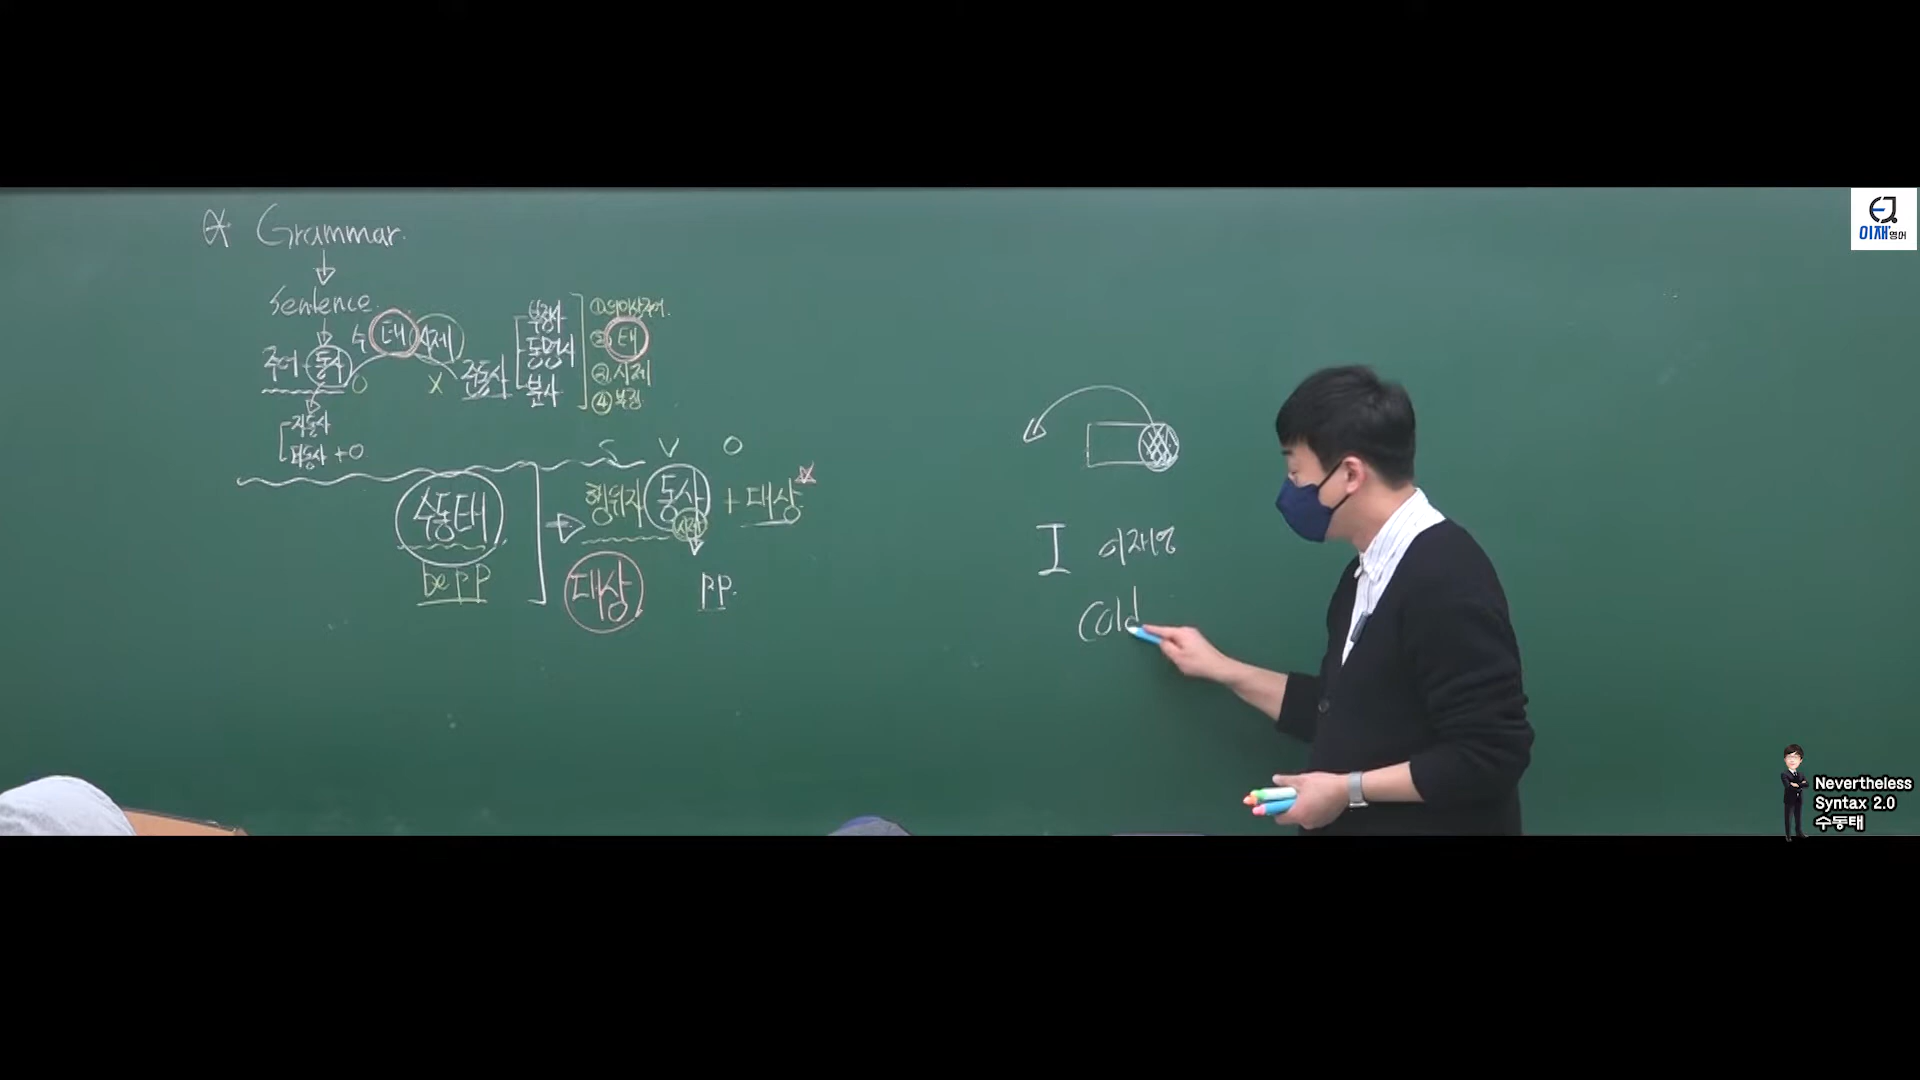 Grammar.
Sentence.
수 태 시제
주어 동사 O X 준동사
부정사
동명사
분사
① 의미상주어.
② 태
③ 시제
④ 부정
자동사
타동사 + O
S V O
수동태
be PP
행위자 동사 + 대상
시제
대상
PP.
I 이재영
Cold
EJ
이재영어
Nevertheless
Syntax 2.0
수동태